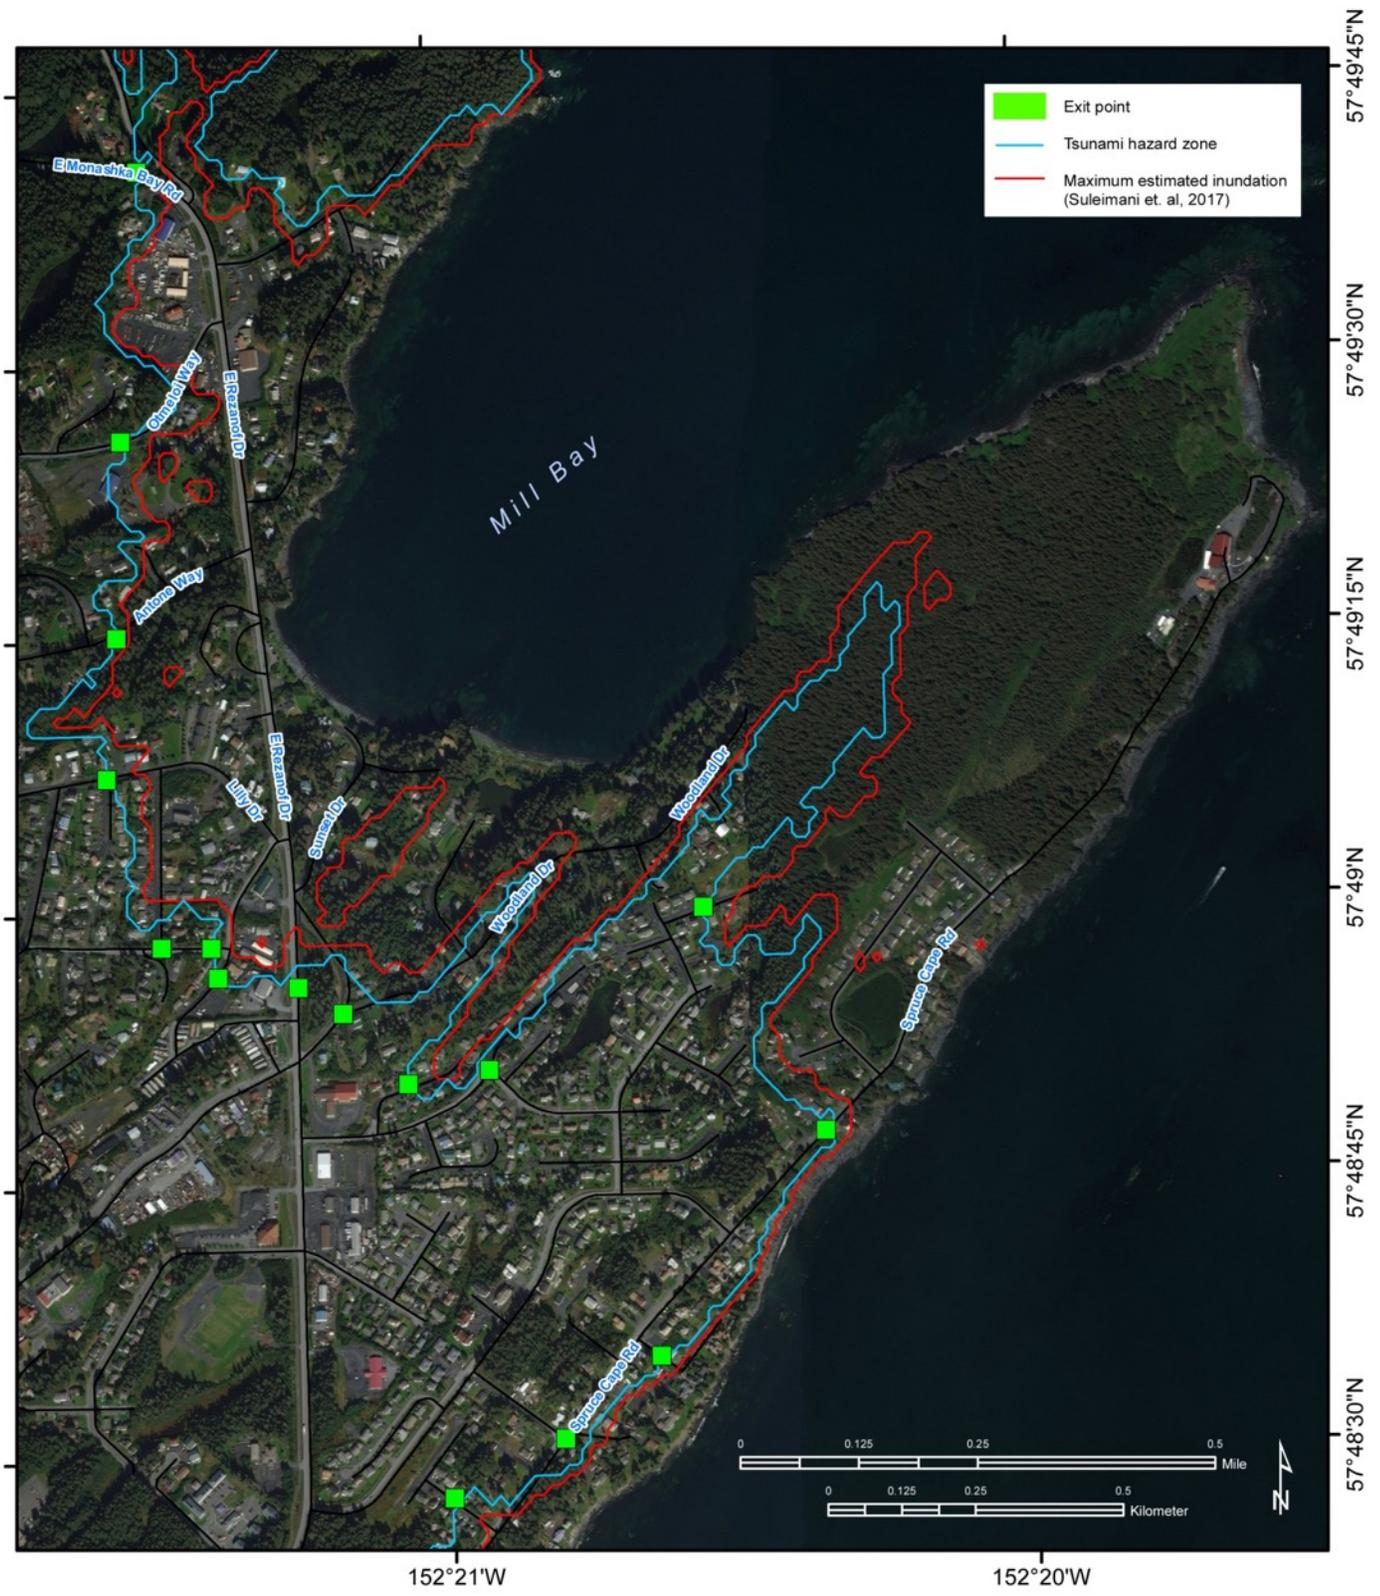 57°49'45"N
Exit point
Tsunami hazard zone
Maximum estimated inundation
(Suleimani et. al, 2017)
E Monashka Bay Rd
57°49'30"N
Otmeloi Way
E Rezanof Dr
Mill Bay
57°49'15"N
Antone Way
E Rezanof Dr
Lilly Dr
Sunset Dr
Woodland Dr
Woodland Dr
57°49'N
Spruce Cape Rd
57°48'45"N
Spruce Cape Rd
57°48'30"N
0 0.125 0.25 0.5
Mile
0 0.125 0.25 0.5
Kilometer
N
152°21'W
152°20'W